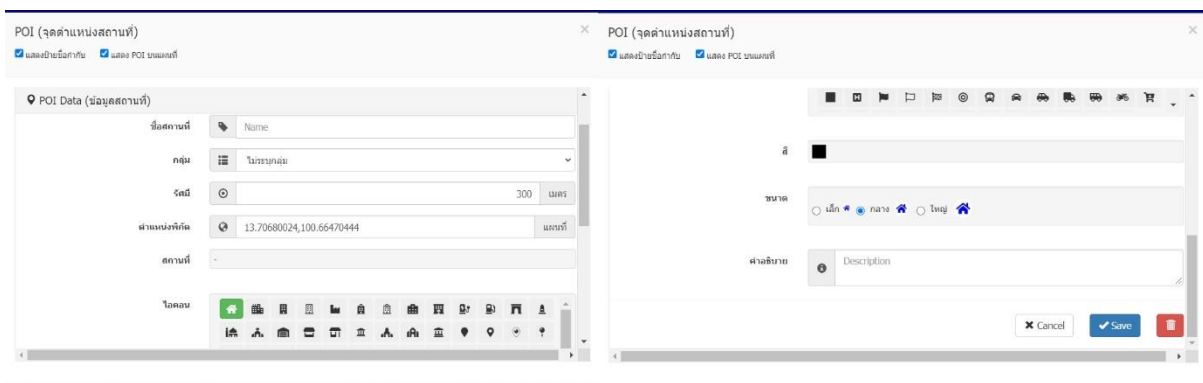 POI (จุดตำแหน่งสถานที่) ×
แสดงป้ายชื่อกำกับ แสดง POI บนแผนที่
POI Data (ข้อมูลสถานที่)
ชื่อสถานที่ Name
กลุ่ม ไม่ระบุกลุ่ม
รัศมี 300 เมตร
ตำแหน่งพิกัด 13.70680024,100.66470444 แผนที่
สถานที่ -
ไอคอน
POI (จุดตำแหน่งสถานที่) ×
แสดงป้ายชื่อกำกับ แสดง POI บนแผนที่
สี
ขนาด เล็ก กลาง ใหญ่
คำอธิบาย Description
Cancel Save